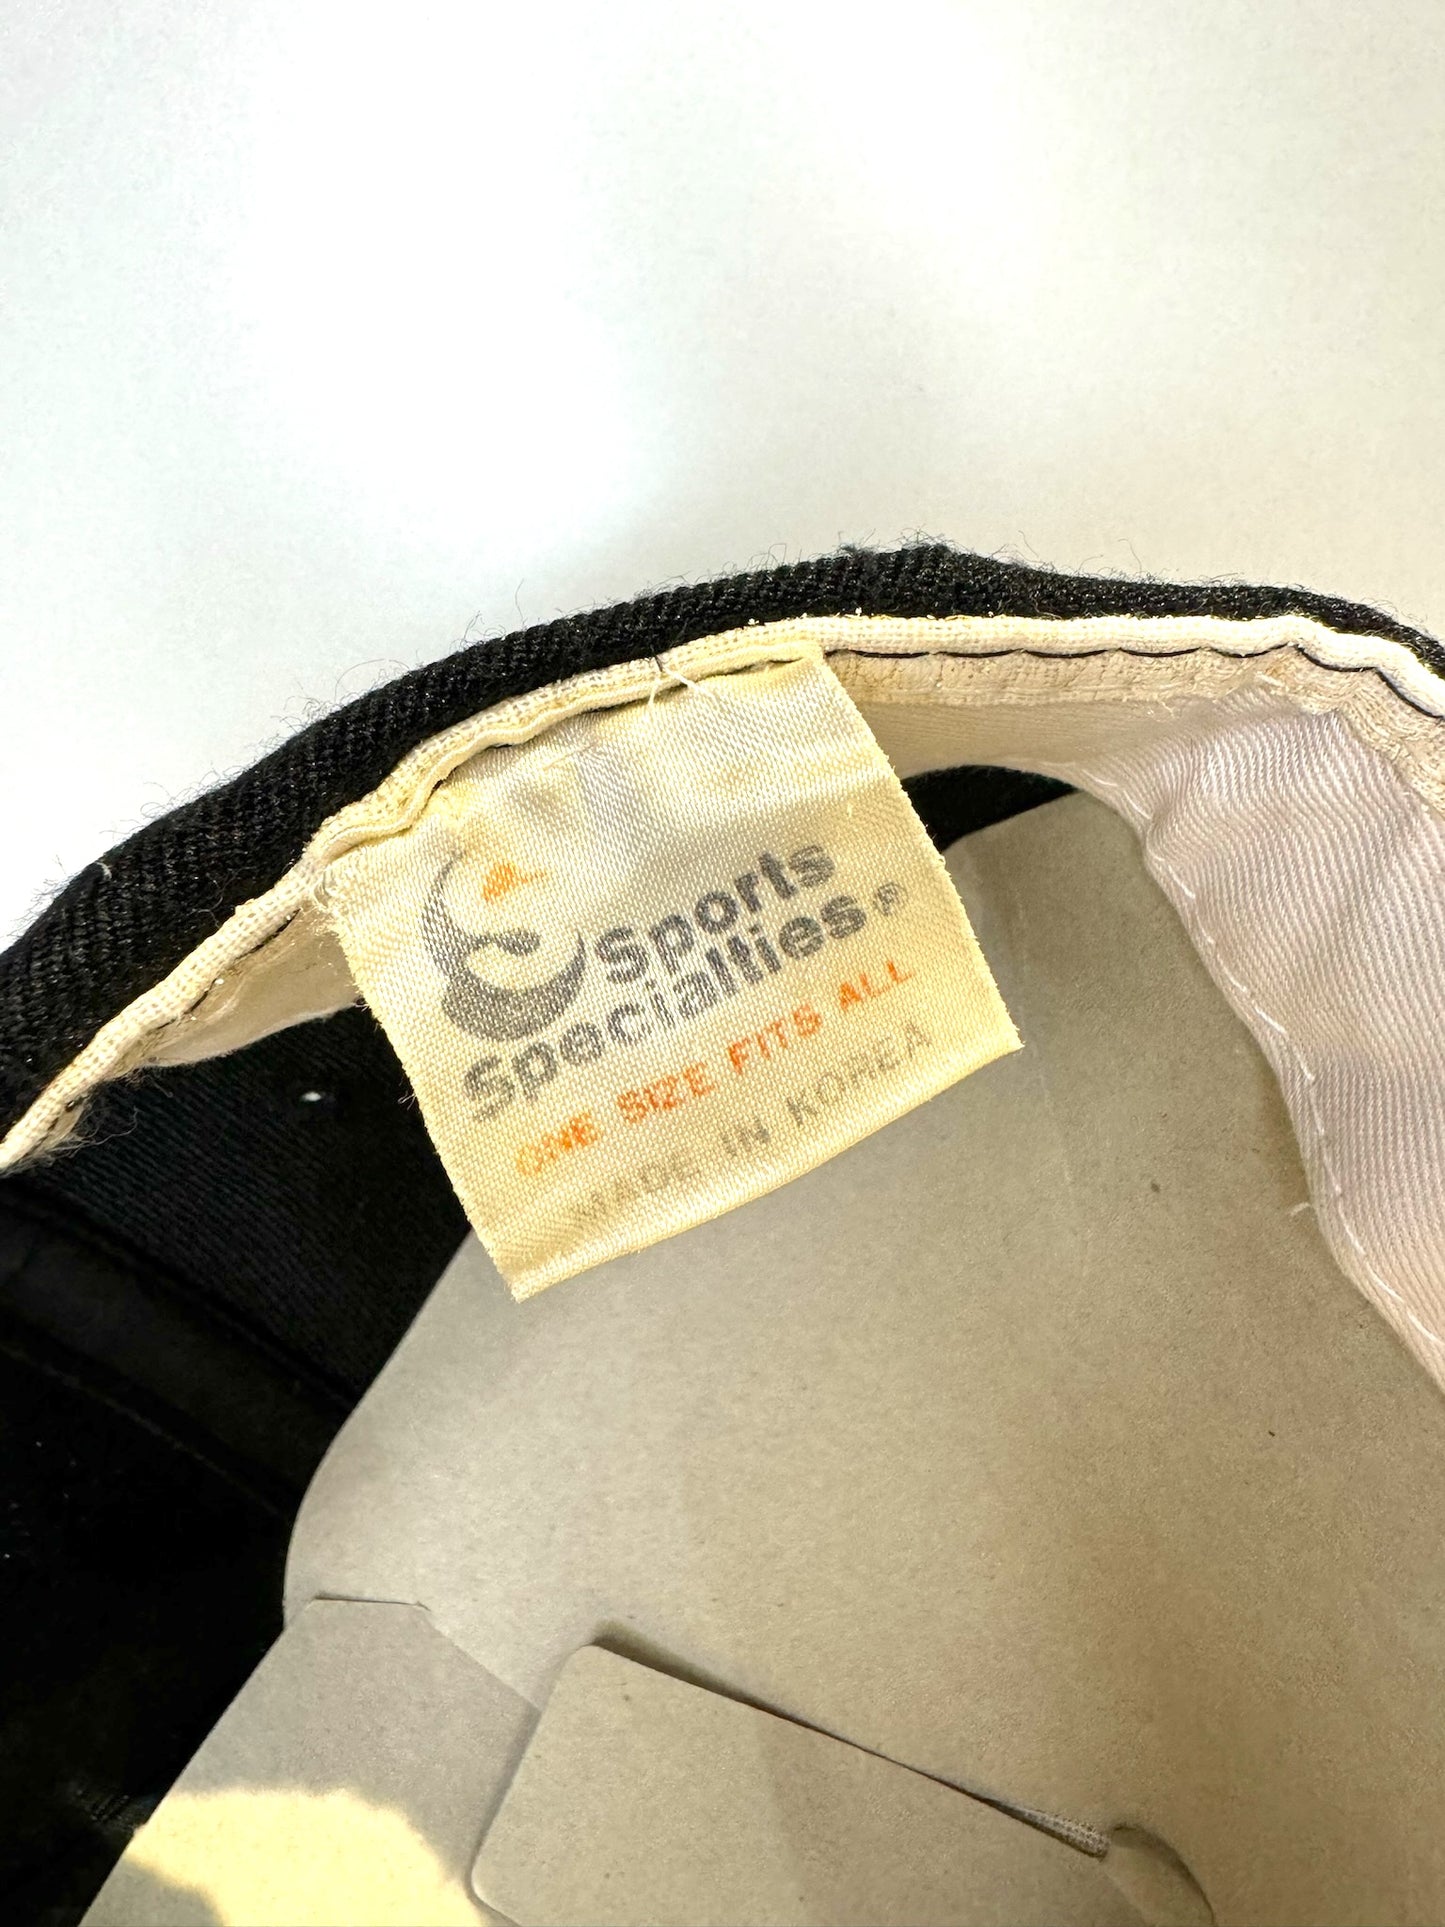 Sports
Specialties®
ONE SIZE FITS ALL
MADE IN KOREA